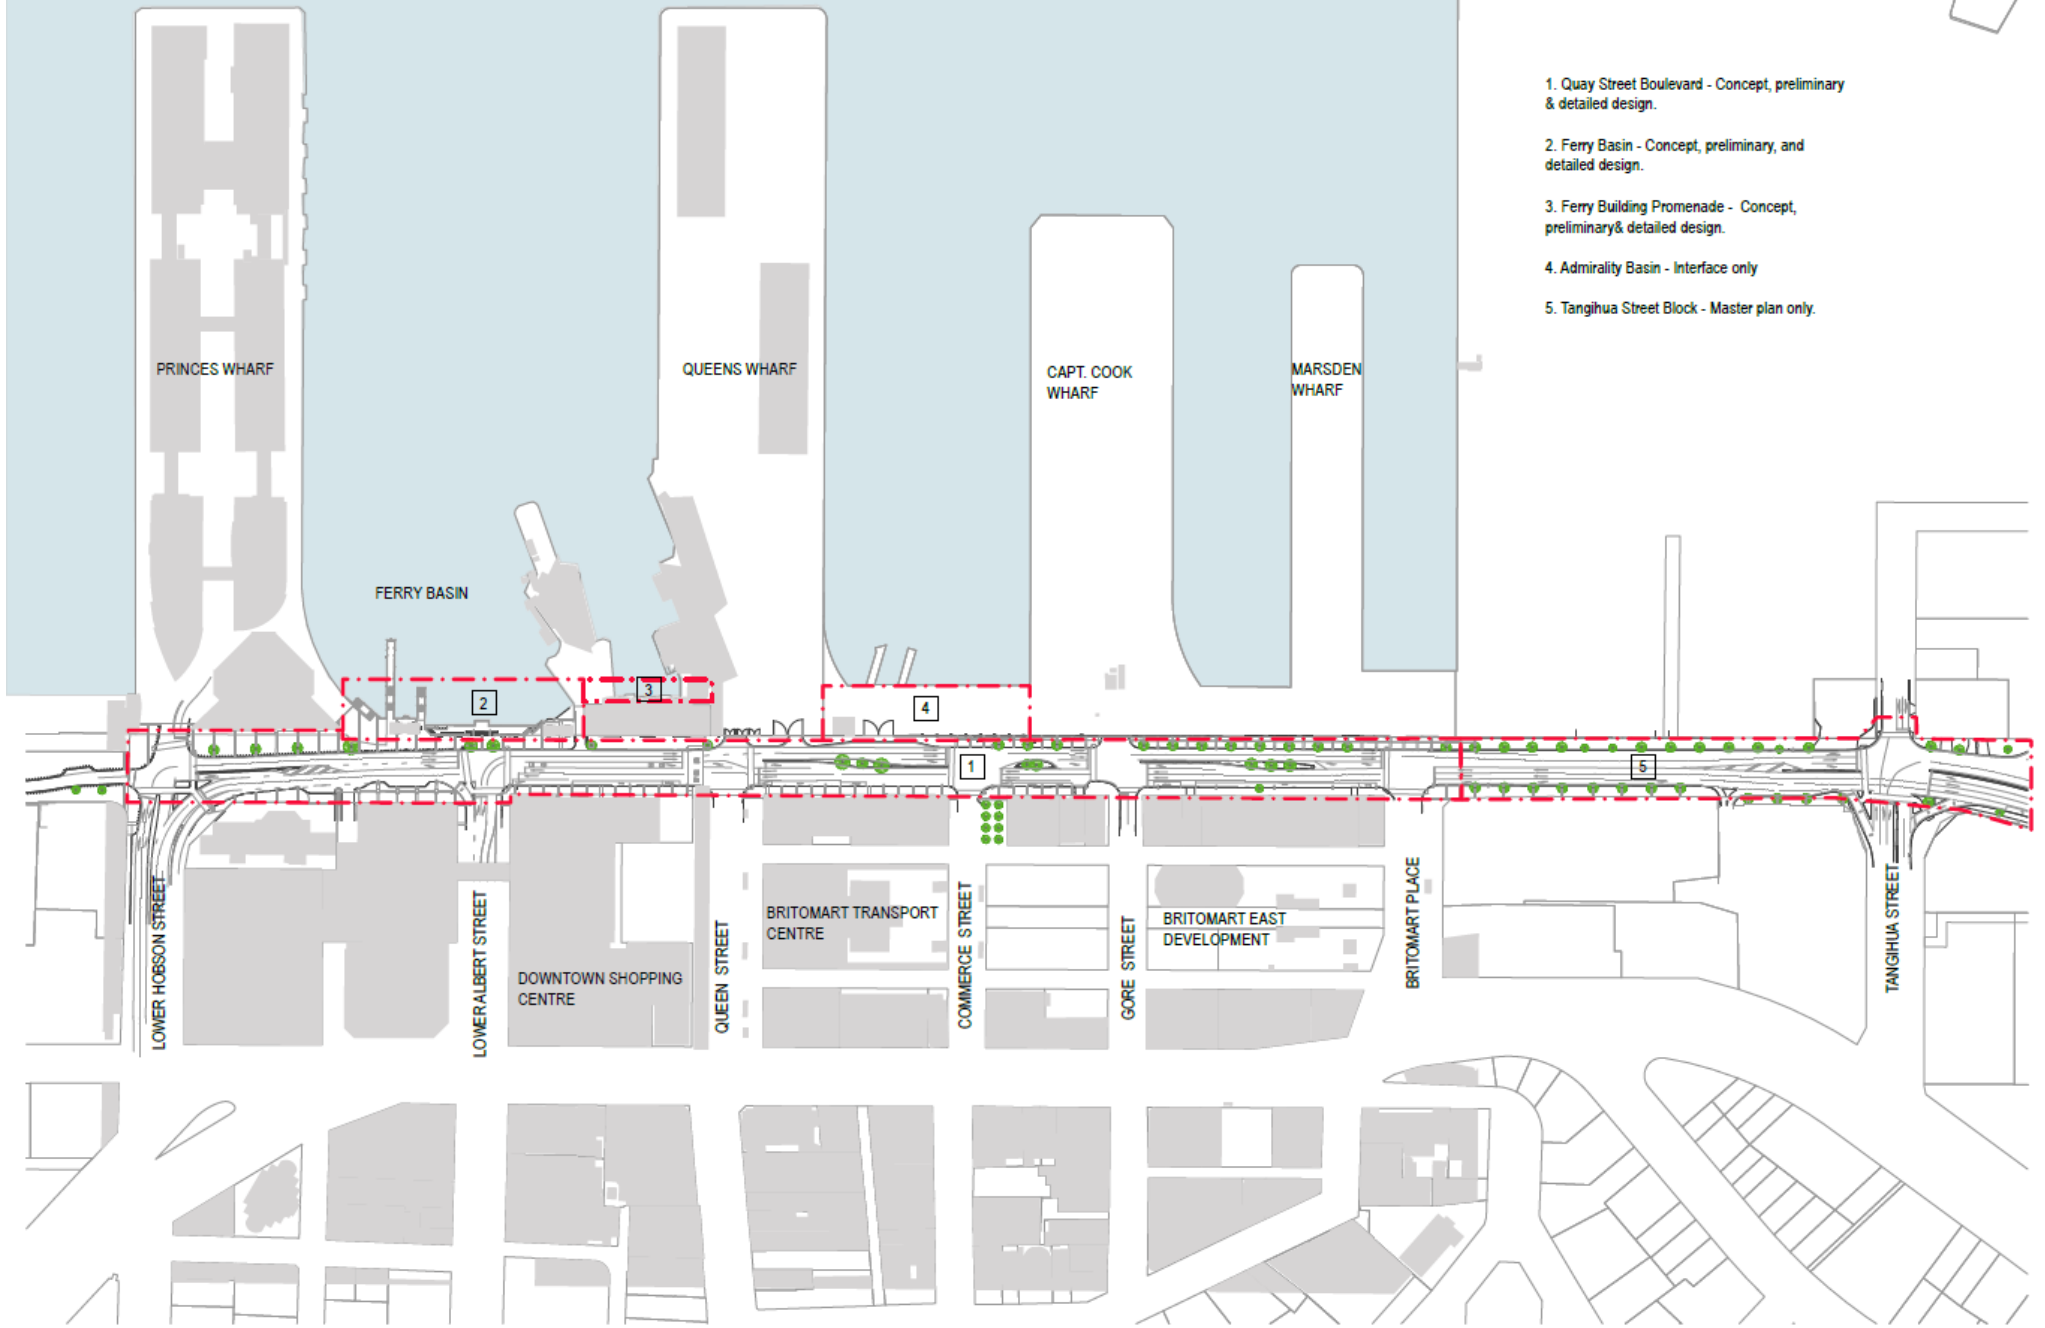 1. Quay Street Boulevard - Concept, preliminary
& detailed design.
2. Ferry Basin - Concept, preliminary, and
detailed design.
3. Ferry Building Promenade - Concept,
preliminary& detailed design.
4. Admirality Basin - Interface only
5. Tangihua Street Block - Master plan only.
PRINCES WHARF
QUEENS WHARF
CAPT. COOK
WHARF
MARSDEN
WHARF
FERRY BASIN
2
3
4
1
5
LOWER HOBSON STREET
LOWER ALBERT STREET
DOWNTOWN SHOPPING
CENTRE
QUEEN STREET
BRITOMART TRANSPORT
CENTRE
COMMERCE STREET
GORE STREET
BRITOMART EAST
DEVELOPMENT
BRITOMART PLACE
TANGIHUA STREET